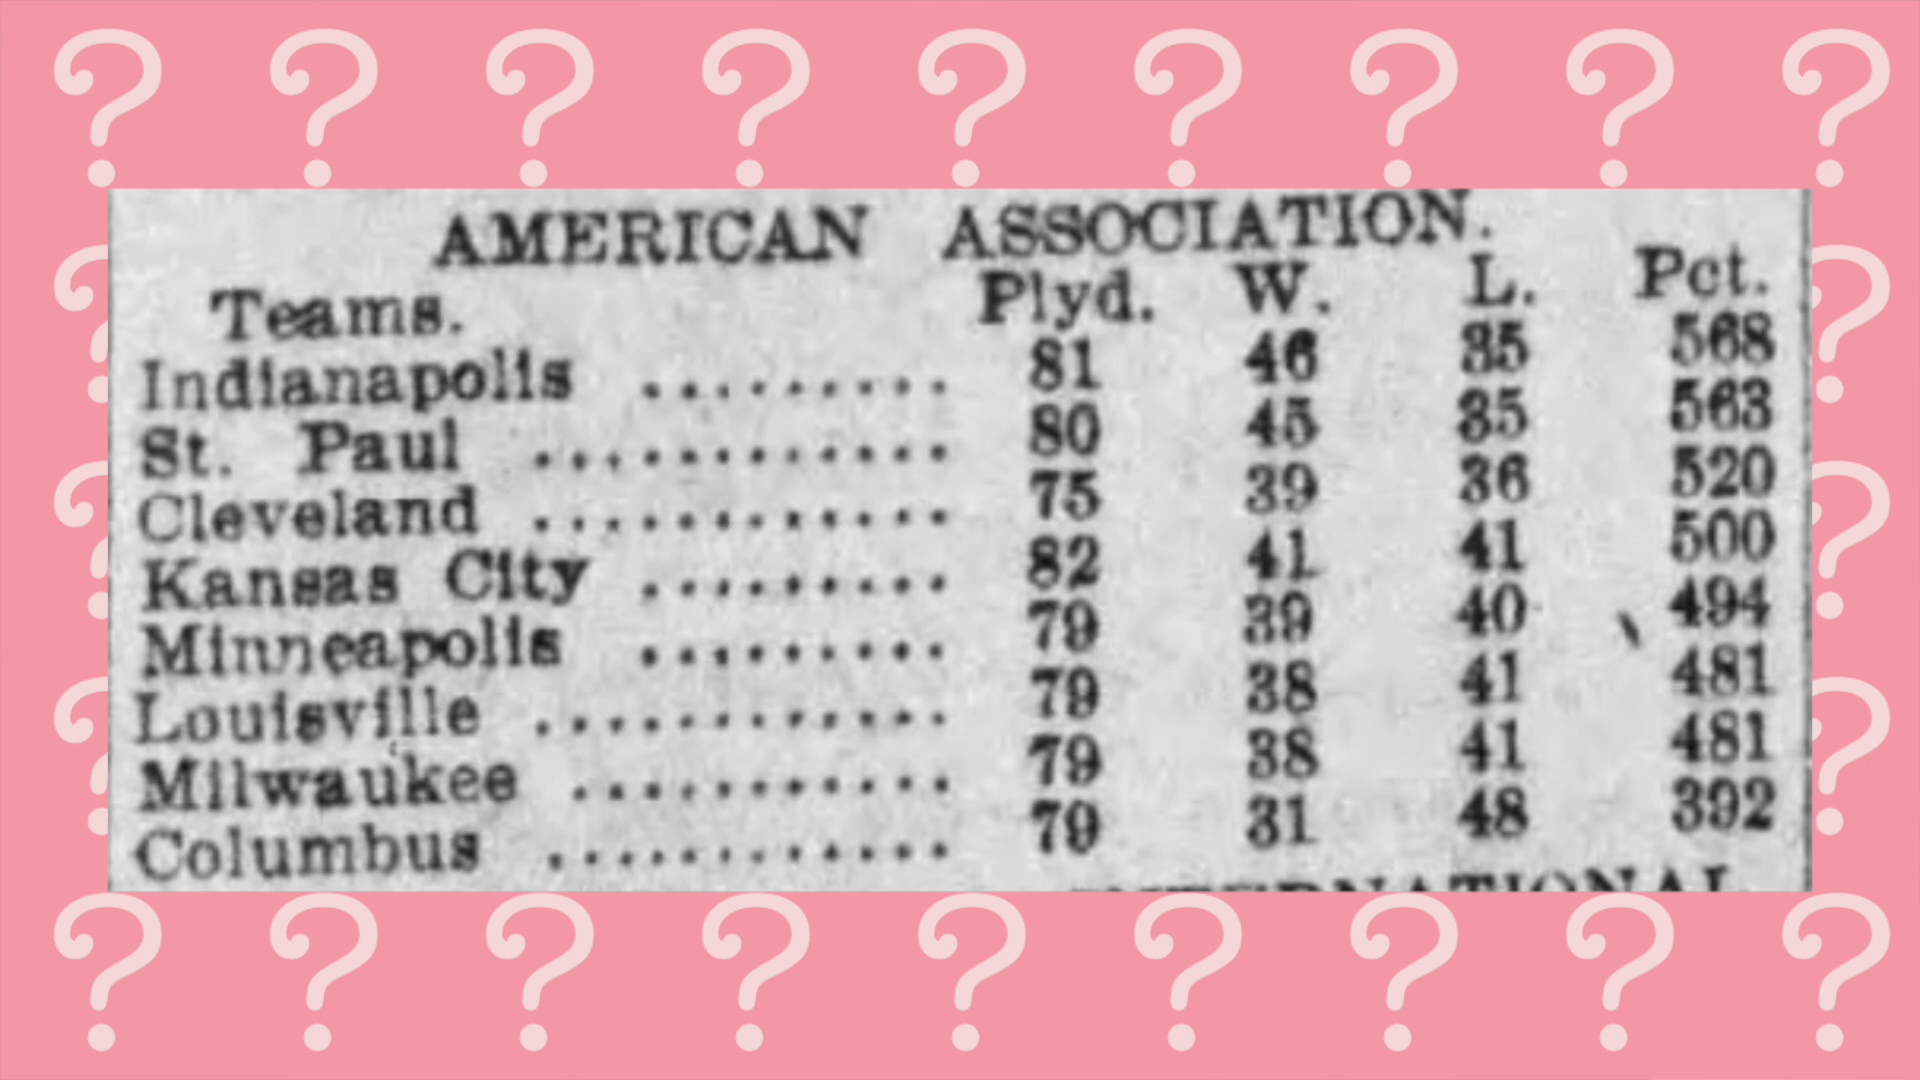 AMERICAN ASSOCIATION.
Teams. Plyd. W. L. Pct.
Indianapolis .......... 81 46 35 568
St. Paul ............ 80 45 35 563
Cleveland ............ 75 39 36 520
Kansas City ......... 82 41 41 500
Minneapolis ......... 79 39 40 494
Louisville ............ 79 38 41 481
Milwaukee ........... 79 38 41 481
Columbus ............ 79 31 48 392
INTERNATIONAL